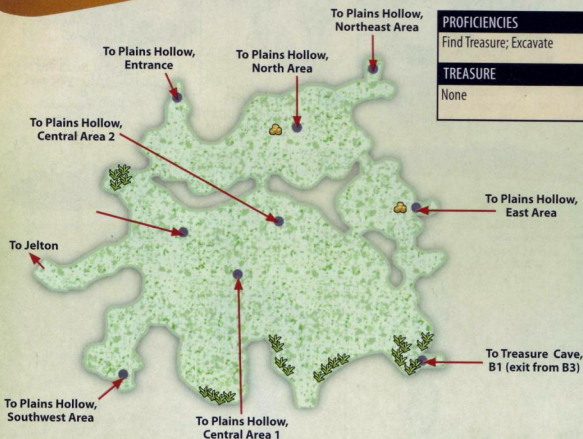 To Plains Hollow,
Northeast Area
PROFICIENCIES
Find Treasure; Excavate
TREASURE
None
To Plains Hollow,
Entrance
To Plains Hollow,
North Area
To Plains Hollow,
Central Area 2
To Plains Hollow,
East Area
To Jelton
To Treasure Cave,
B1 (exit from B3)
To Plains Hollow,
Southwest Area
To Plains Hollow,
Central Area 1